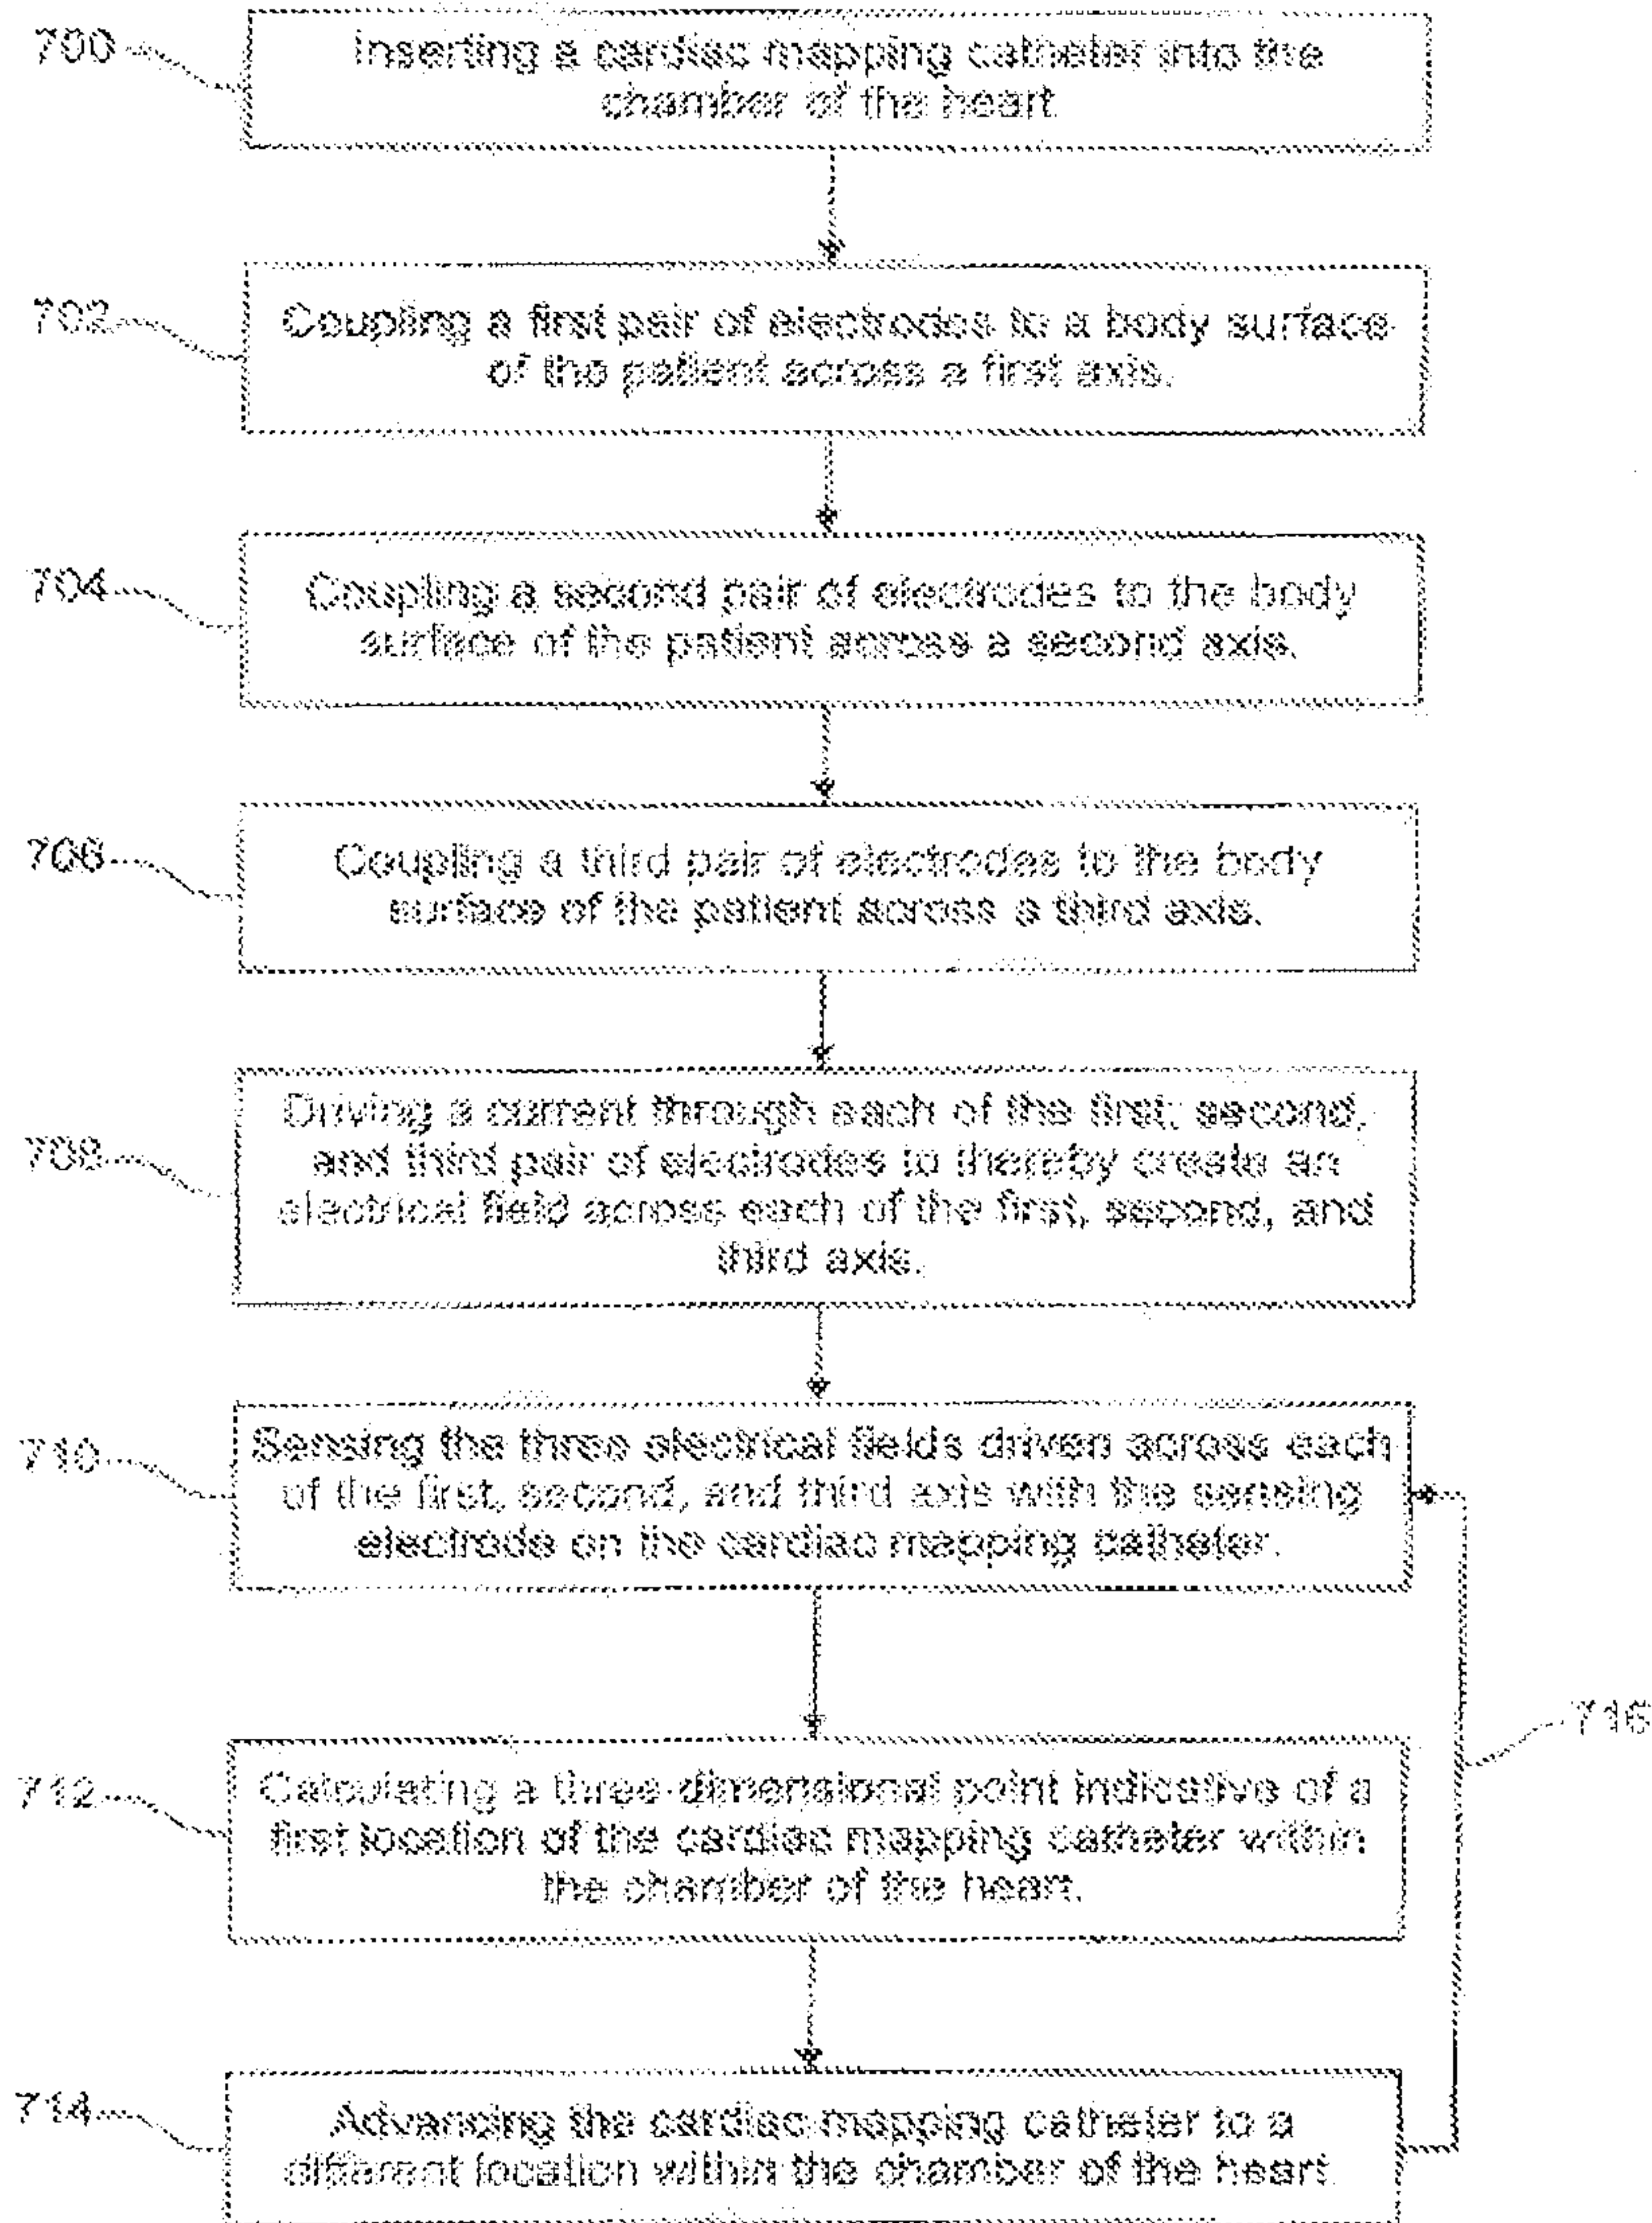 700
Inserting a cardiac mapping catheter into the
chamber of the heart
702
Coupling a first pair of electrodes to a body surface
of the patient across a first axis.
704
Coupling a second pair of electrodes to the body
surface of the patient across a second axis.
706
Coupling a third pair of electrodes to the body
surface of the patient across a third axis.
708
Driving a current through each of the first, second,
and third pair of electrodes to thereby create an
electrical field across each of the first, second, and
third axis.
710
Sensing the three electrical fields driven across each
of the first, second, and third axis with the sensing
electrode on the cardiac mapping catheter.
716
712
Calculating a three-dimensional point indicative of a
first location of the cardiac mapping catheter within
the chamber of the heart.
714
Advancing the cardiac mapping catheter to a
different location within the chamber of the heart.